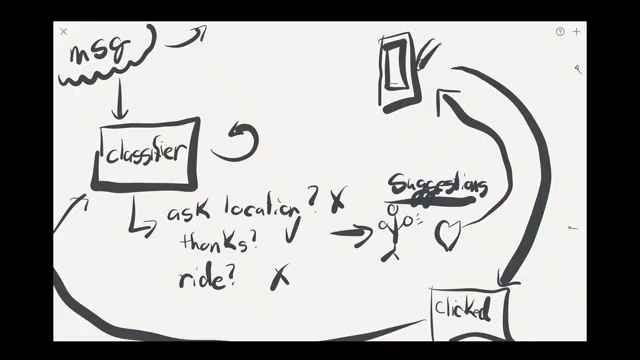 msg
classifier
Suggestions
ask location? X
thanks? ✓
ride? X
clicked